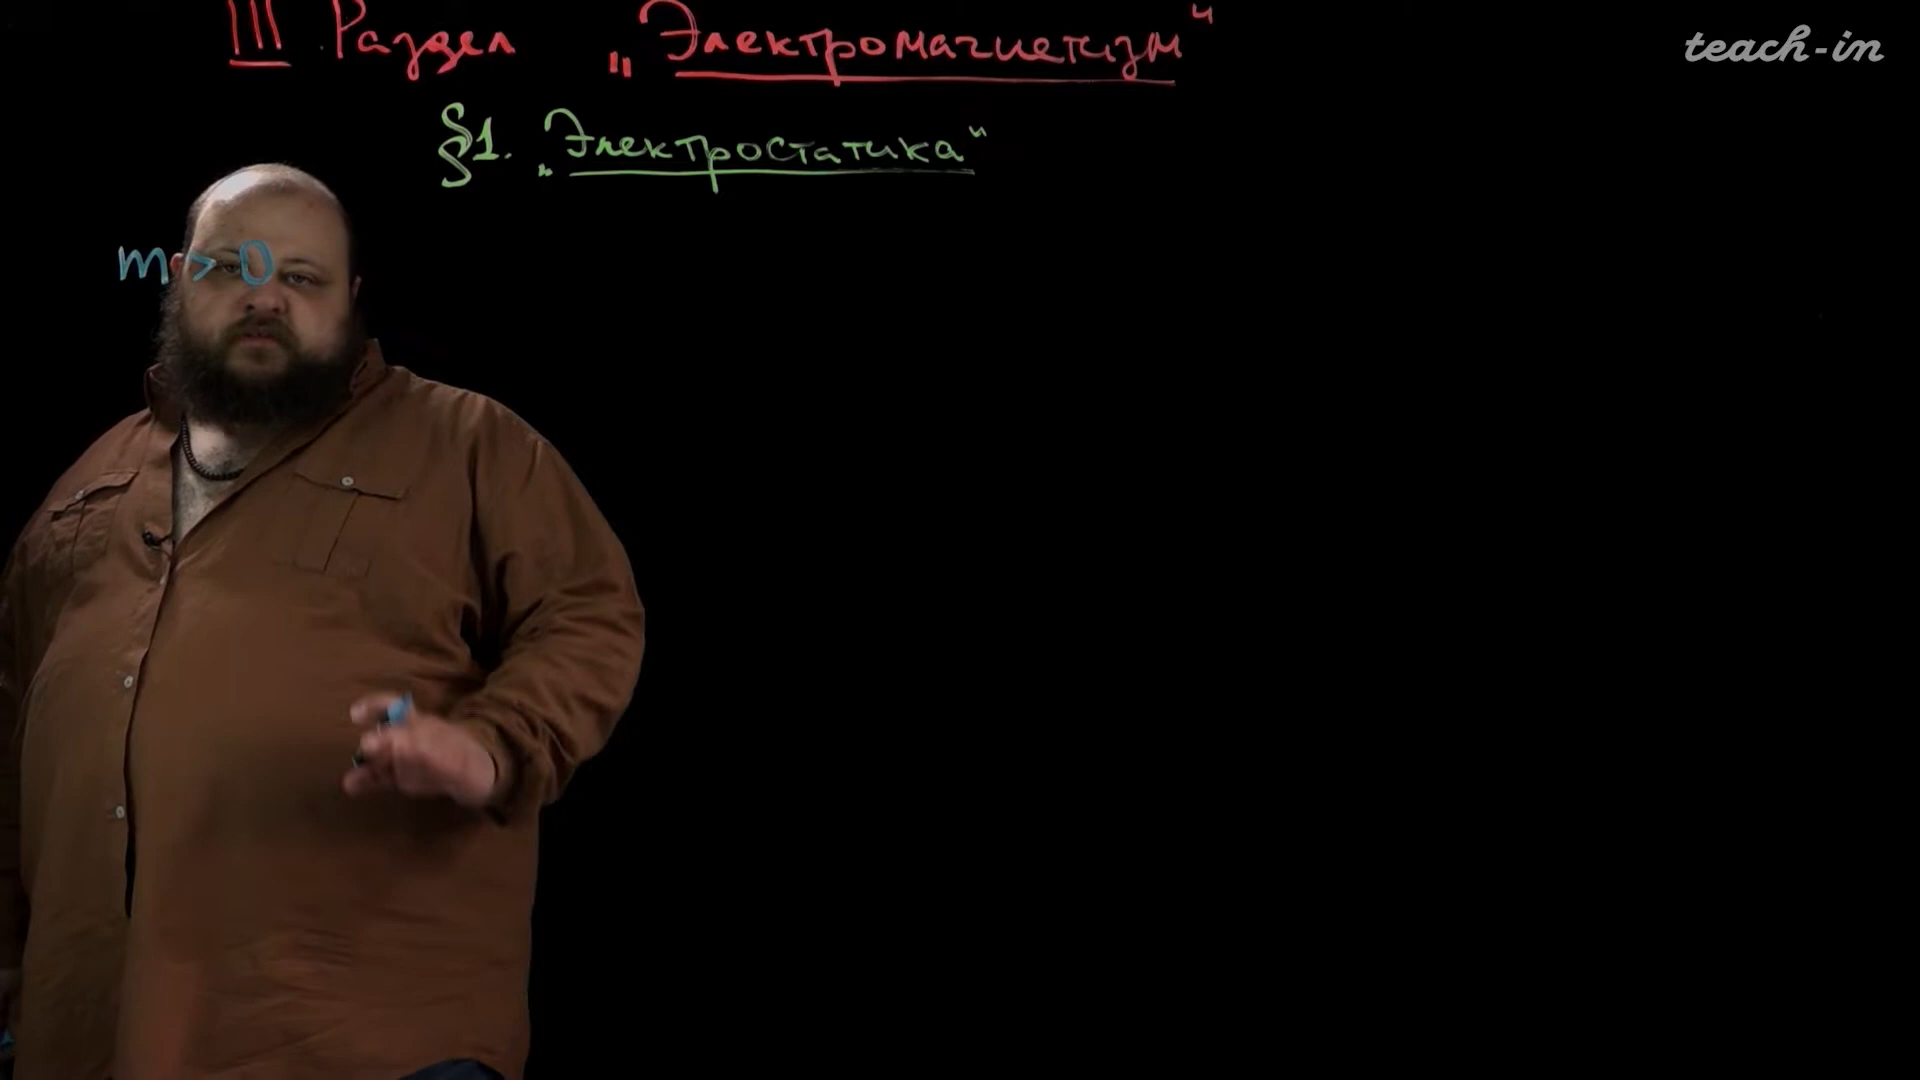 III Раздел „Электромагнетизм“
teach-in
§1. „Электростатика“
m > 0